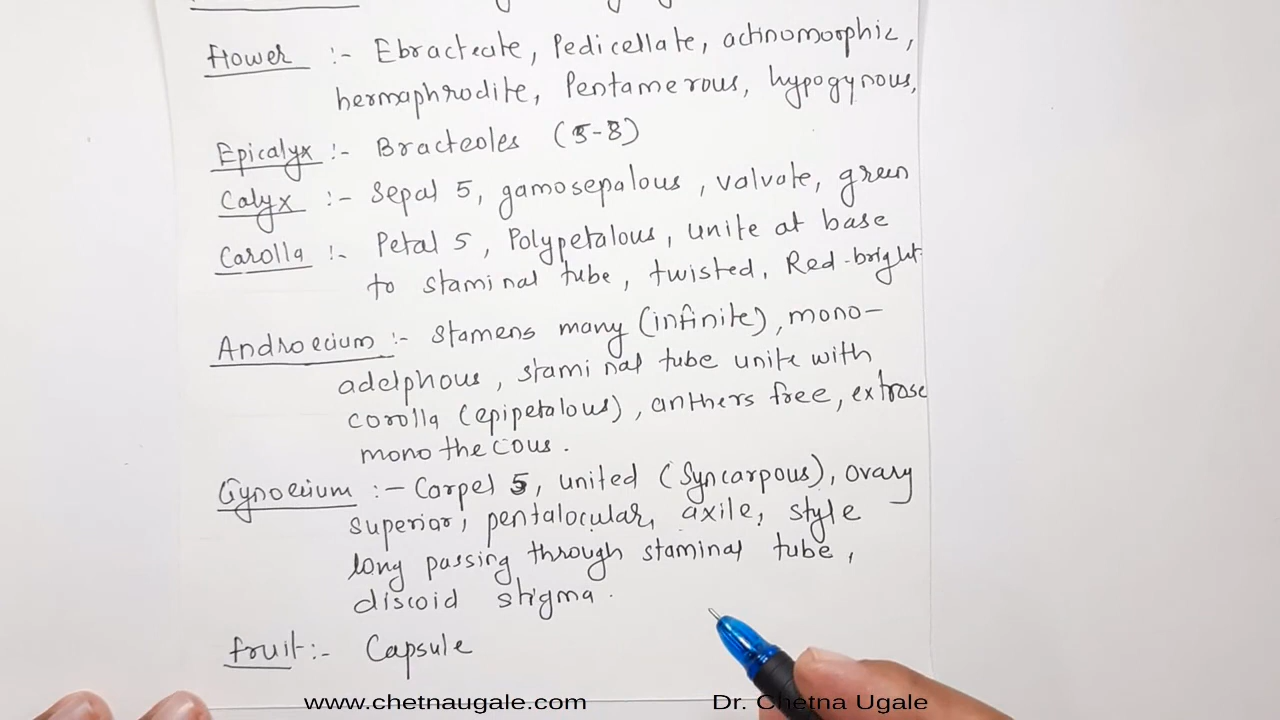 Flower :- Ebracteate, Pedicellate, actinomorphic,
hermaphrodite, Pentamerous, hypogynous,
Epicalyx :- Bracteoles (5-8)
Calyx :- Sepal 5, gamosepalous, valvate, green
Carolla :- Petal 5, Polypetalous, unite at base
to staminal tube, twisted, Red-bright
Androecium :- stamens many (infinite), mono-
adelphous, staminal tube unite with
corolla (epipetalous), anthers free, extrose
monothecous.
Gynoecium :- Carpel 5, united (Syncarpous), ovary
superior, pentalocular, axile, style
long passing through staminal tube,
discoid stigma.
fruit :- Capsule
www.chetnaugale.com Dr. Chetna Ugale